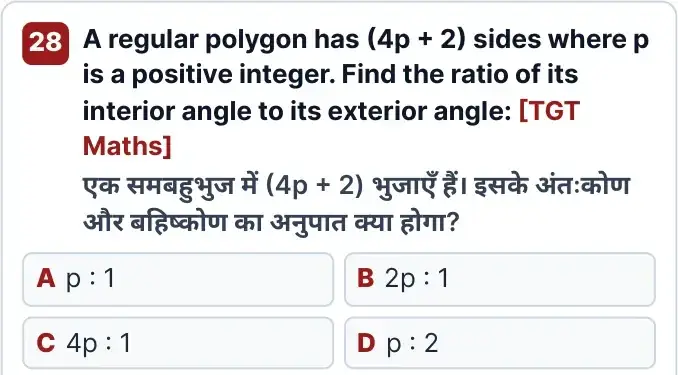 28 A regular polygon has (4p + 2) sides where p
is a positive integer. Find the ratio of its
interior angle to its exterior angle: [TGT
Maths]
एक समबहुभुज में (4p + 2) भुजाएँ हैं। इसके अंतःकोण
और बहिष्कोण का अनुपात क्या होगा?
A p : 1
B 2p : 1
C 4p : 1
D p : 2